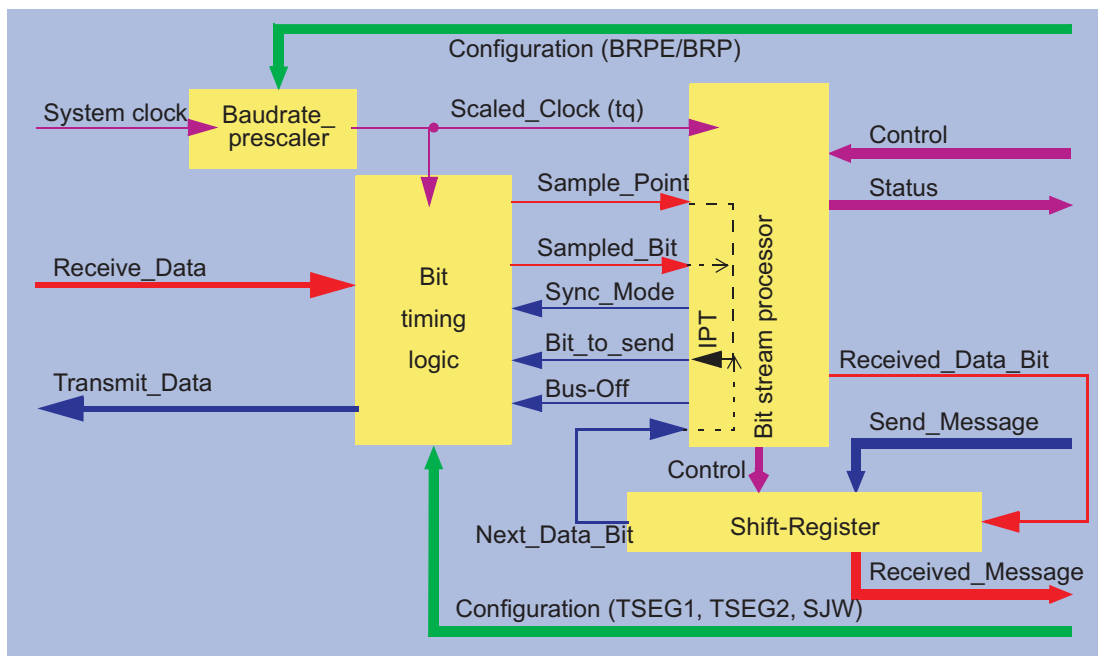 Configuration (BRPE/BRP)
System clock
Baudrate_
prescaler
Scaled_Clock (tq)
Control
Status
Sample_Point
Sampled_Bit
Receive_Data
Bit
timing
logic
Sync_Mode
Bit_to_send
Bus-Off
IPT
Bit stream processor
Transmit_Data
Received_Data_Bit
Send_Message
Control
Next_Data_Bit
Shift-Register
Received_Message
Configuration (TSEG1, TSEG2, SJW)